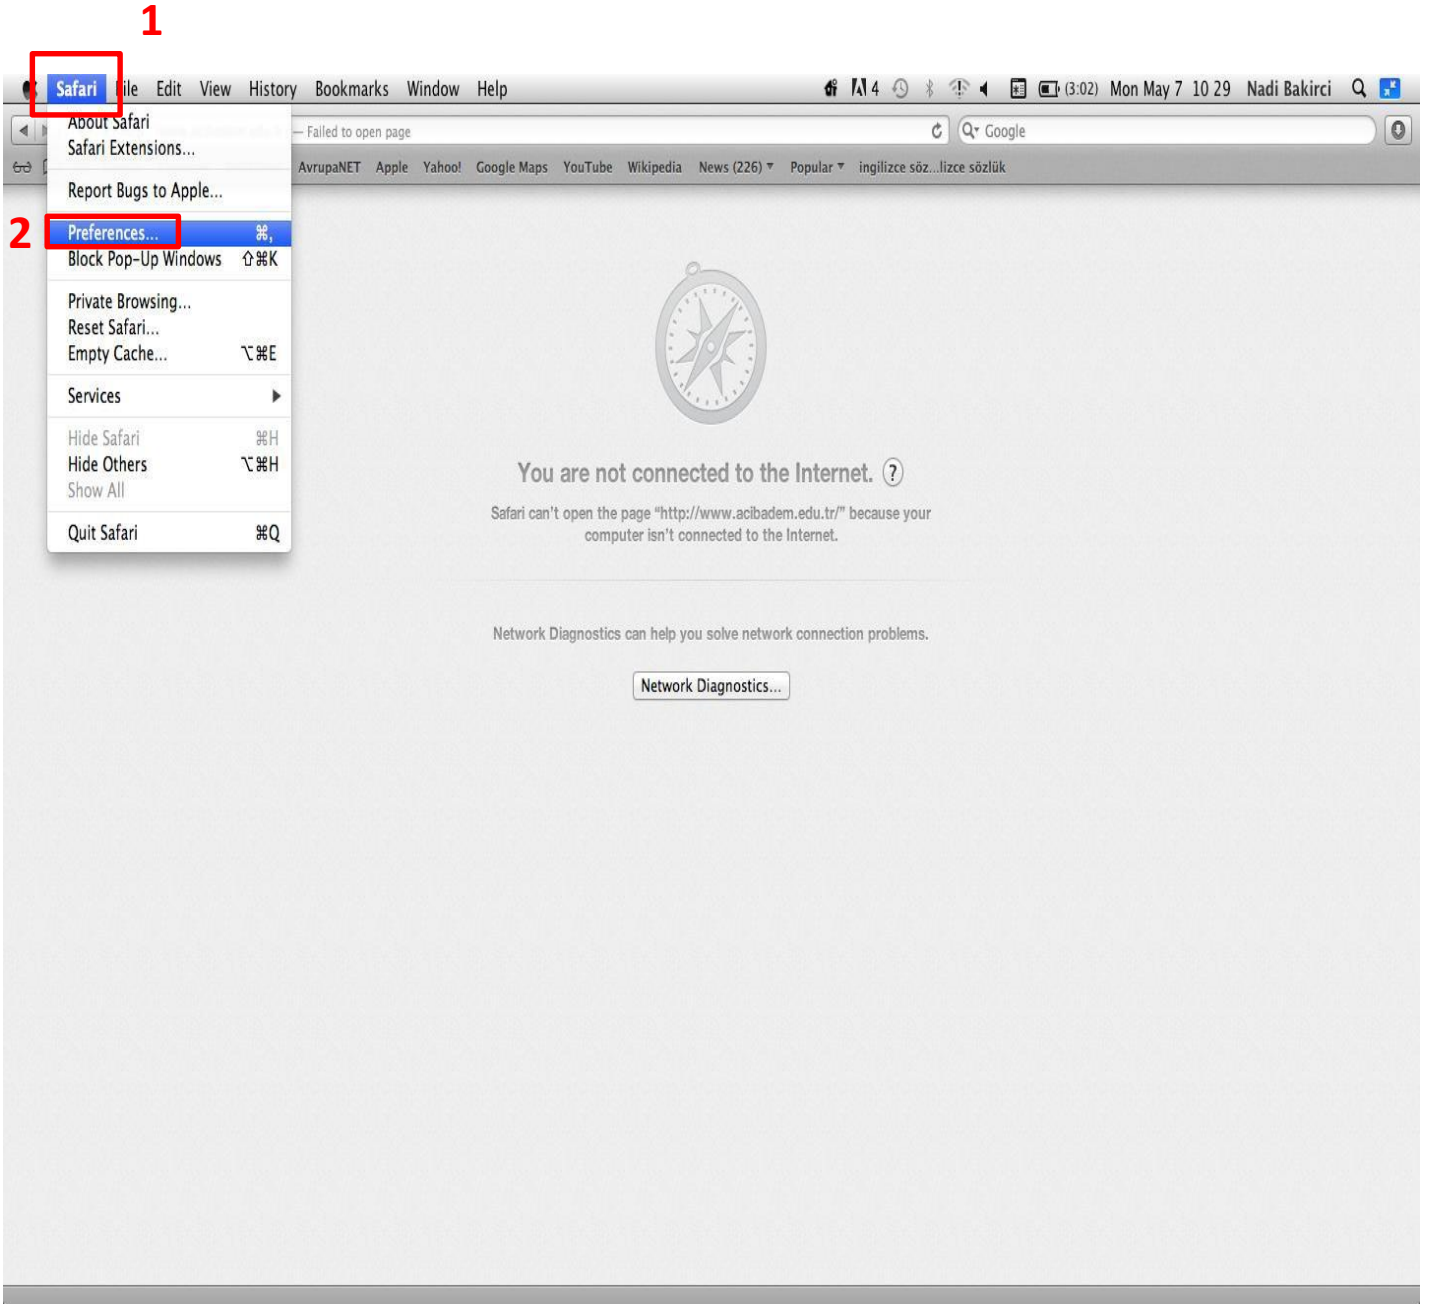 1
Safari File Edit View History Bookmarks Window Help 4 (3:02) Mon May 7 10 29 Nadi Bakirci
About Safari
— Failed to open page
Google
Safari Extensions...
AvrupaNET Apple Yahoo! Google Maps YouTube Wikipedia News (226) ▼ Popular ▼ ingilizce söz...lizce sözlük
Report Bugs to Apple...
2
Preferences... ⌘,
Block Pop-Up Windows ⇧⌘K
Private Browsing...
Reset Safari...
Empty Cache... ⌥⌘E
Services ▶
Hide Safari ⌘H
Hide Others ⌥⌘H
Show All
Quit Safari ⌘Q
You are not connected to the Internet. ?
Safari can't open the page “http://www.acibadem.edu.tr/” because your
computer isn't connected to the Internet.
Network Diagnostics can help you solve network connection problems.
Network Diagnostics...